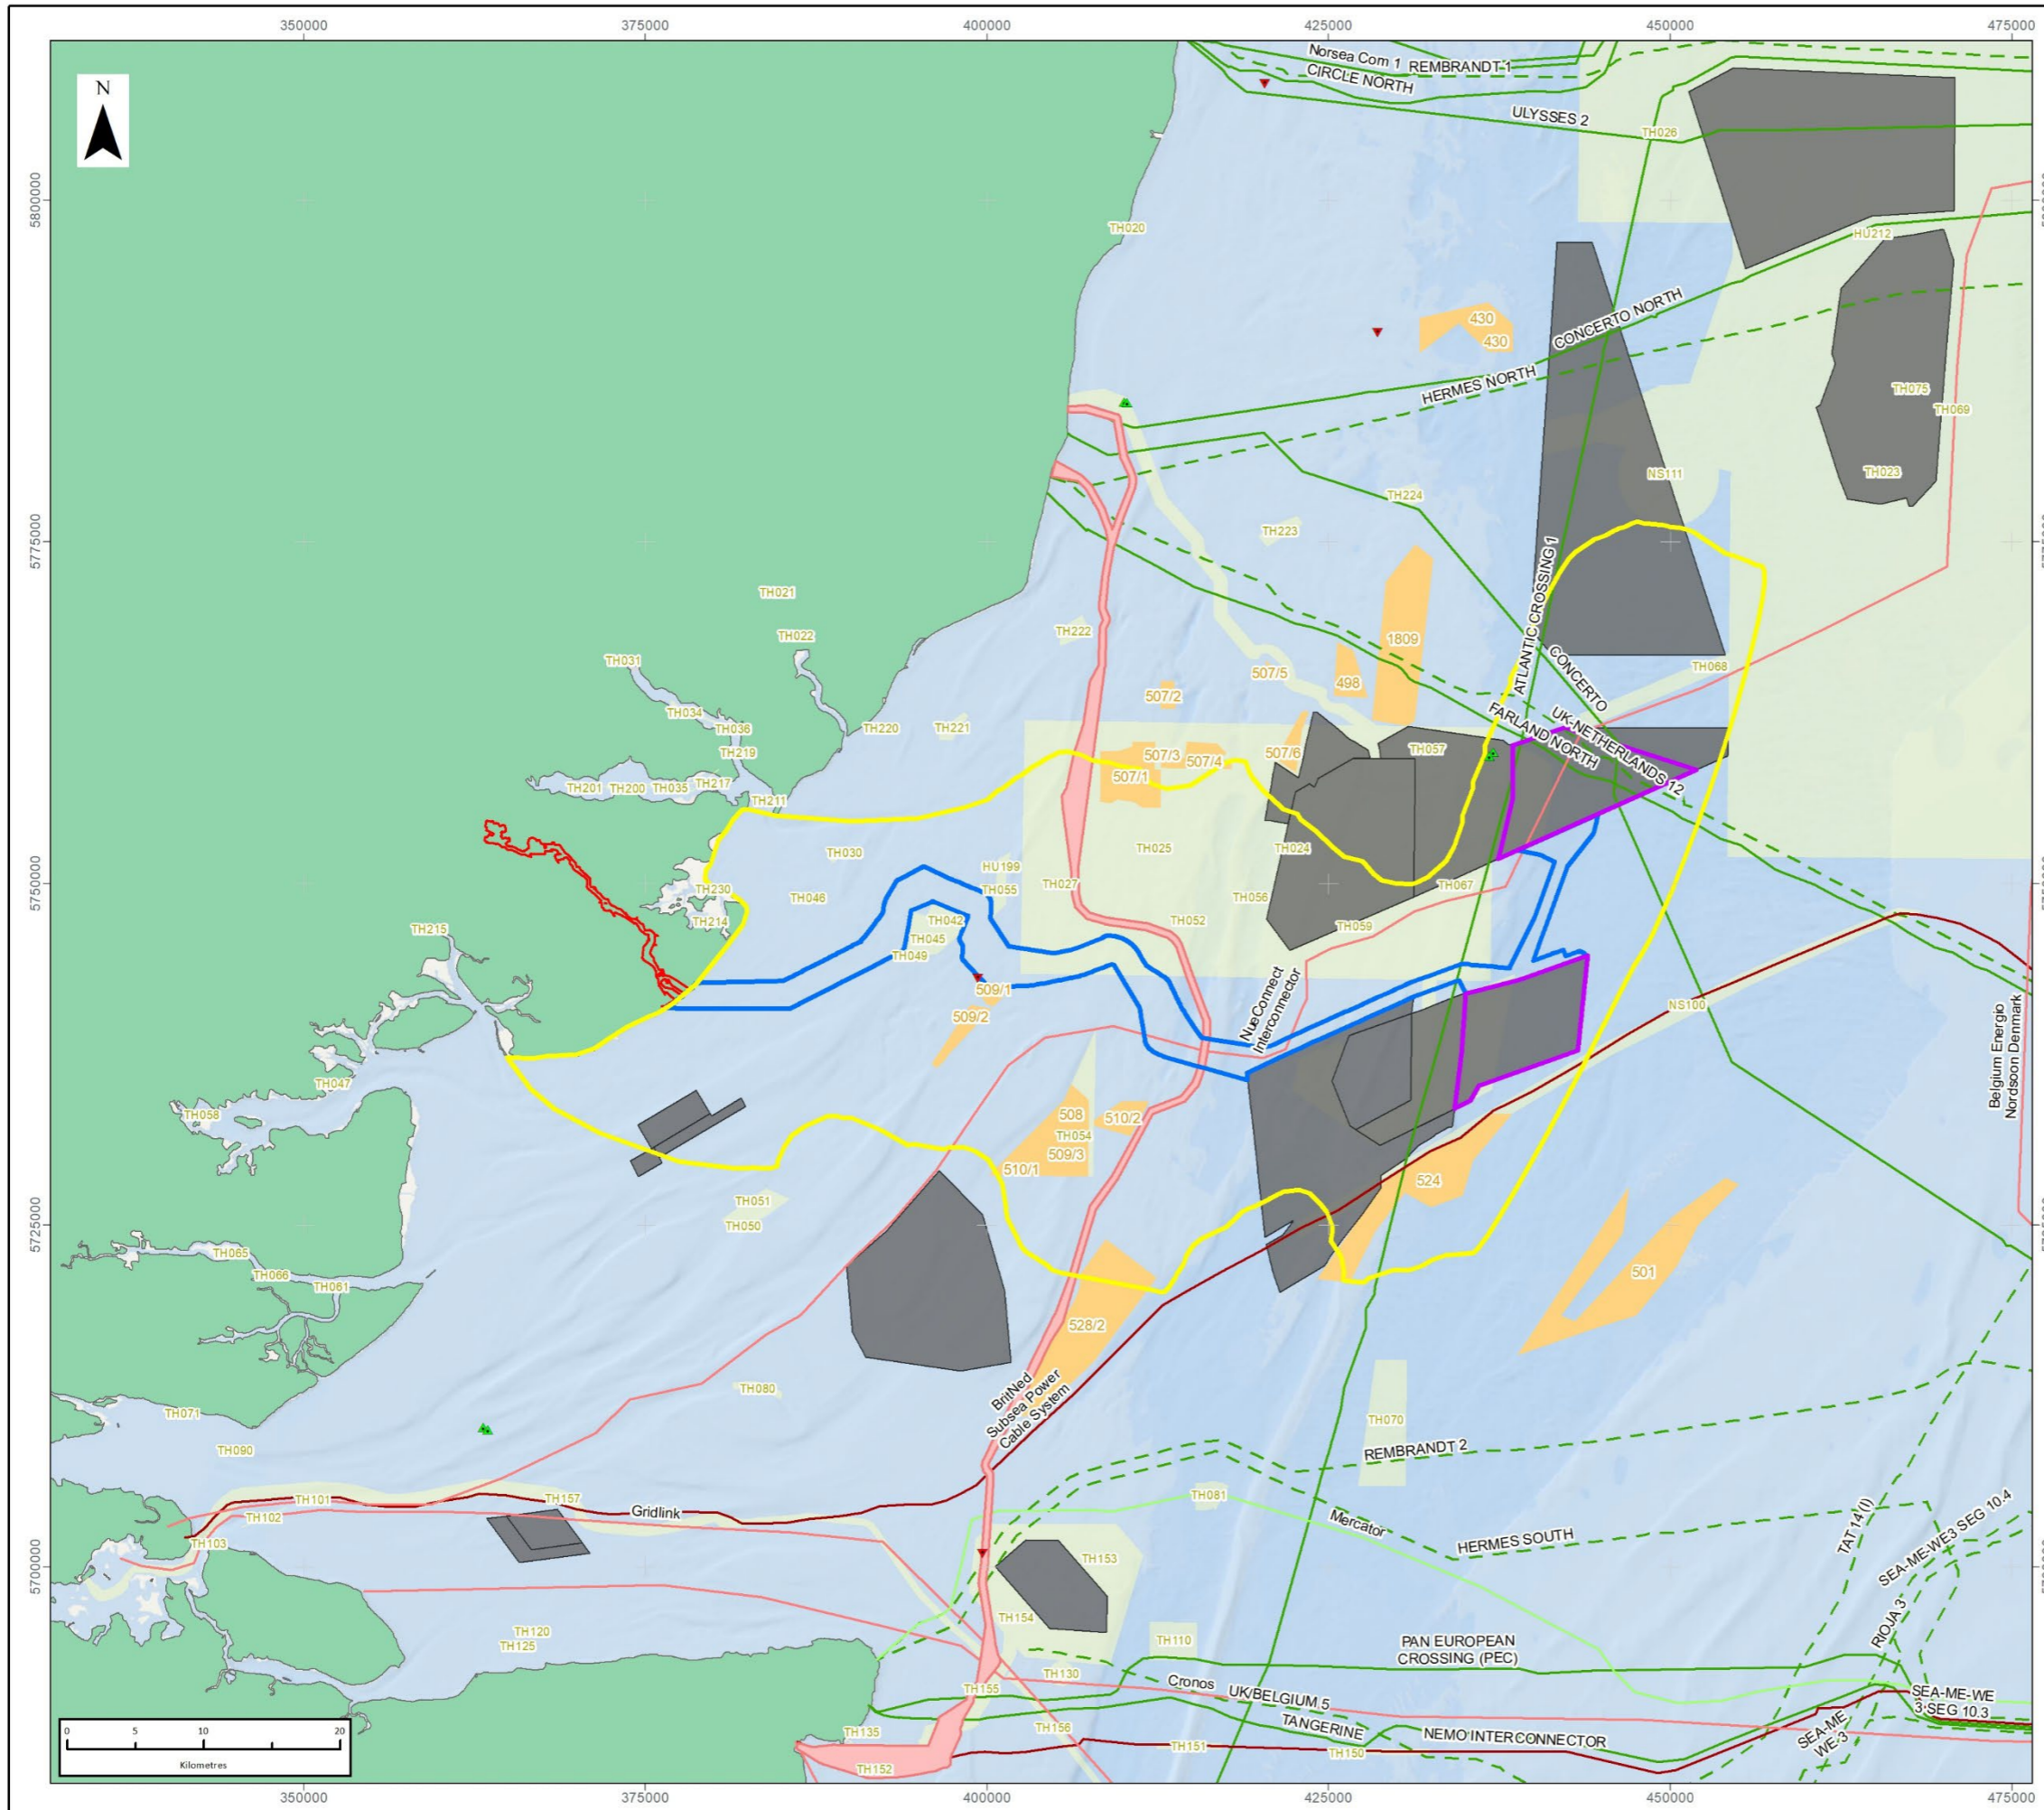 350000
375000
400000
425000
450000
475000
N
Norsea Com 1
REMBRANDT 1
CIRCLE NORTH
ULYSSES 2
TH026
5800000
TH020
HU212
CONCERTO NORTH
430
430
HERMES NORTH
TH075
TH069
NS111
TH023
TH224
TH223
5775000
ATLANTIC CROSSING 1
TH021
TH022
TH222
1809
TH031
CONCERTO
TH068
507/5
498
507/2
TH034
TH036
TH220
TH221
UK-NETHERLANDS 12
FARLAND NORTH
TH219
507/3
507/6
TH057
507/4
507/1
TH217
TH201
TH200
TH035
TH211
TH030
TH025
TH024
HU199
TH055
TH027
TH067
5750000
TH230
TH046
TH056
TH214
TH042
TH052
TH059
TH215
TH045
TH049
509/1
509/2
NueConnect
Interconnector
NS100
Belgium Energio
Nordsoon Denmark
TH047
TH058
508
510/2
TH054
509/3
510/1
524
TH051
TH050
5725000
TH065
TH066
TH061
501
528/2
TH080
BritNed
Subsea Power
Cable System
TH071
TH070
TH090
REMBRANDT 2
TH101
TH157
TH081
Gridlink
Mercator
TH102
TH103
HERMES SOUTH
TAT 14(I)
SEA-ME-WE3 SEG 10.4
5700000
TH153
TH154
RIOJA 3
TH120
TH125
TH110
PAN EUROPEAN
CROSSING (PEC)
TH130
Cronos
UK/BELGIUM 5
TH155
SEA-ME-WE
3 SEG 10.3
TH135
TH156
TANGERINE
NEMO INTERCONNECTOR
SEA-ME
WE-3
TH151
TH150
TH152
0
5
10
20
Kilometres
350000
375000
400000
425000
450000
475000